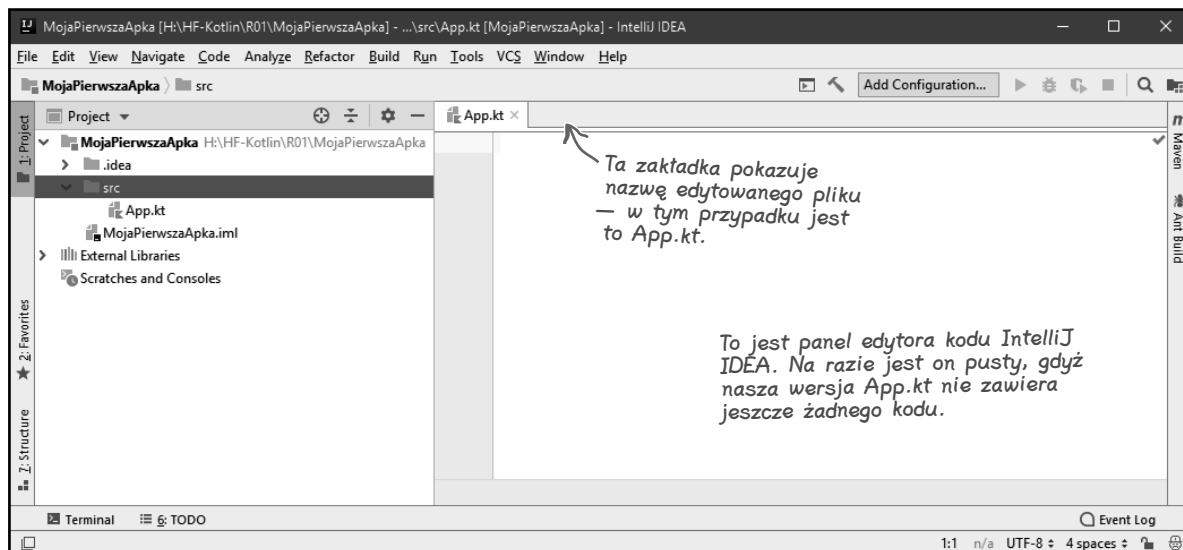 MojaPierwszaApka [H:\HF-Kotlin\R01\MojaPierwszaApka] - ...\src\App.kt [MojaPierwszaApka] - IntelliJ IDEA
File Edit View Navigate Code Analyze Refactor Build Run Tools VCS Window Help
MojaPierwszaApka src
Add Configuration...
1: Project
Project
App.kt
MojaPierwszaApka H:\HF-Kotlin\R01\MojaPierwszaApka
.idea
src
App.kt
MojaPierwszaApka.iml
External Libraries
Scratches and Consoles
Ta zakładka pokazuje
nazwę edytowanego pliku
— w tym przypadku jest
to App.kt.
To jest panel edytora kodu IntelliJ
IDEA. Na razie jest on pusty, gdyż
nasza wersja App.kt nie zawiera
jeszcze żadnego kodu.
m Maven
Ant Build
2: Favorites
7: Structure
Terminal 6: TODO
Event Log
1:1 n/a UTF-8 4 spaces